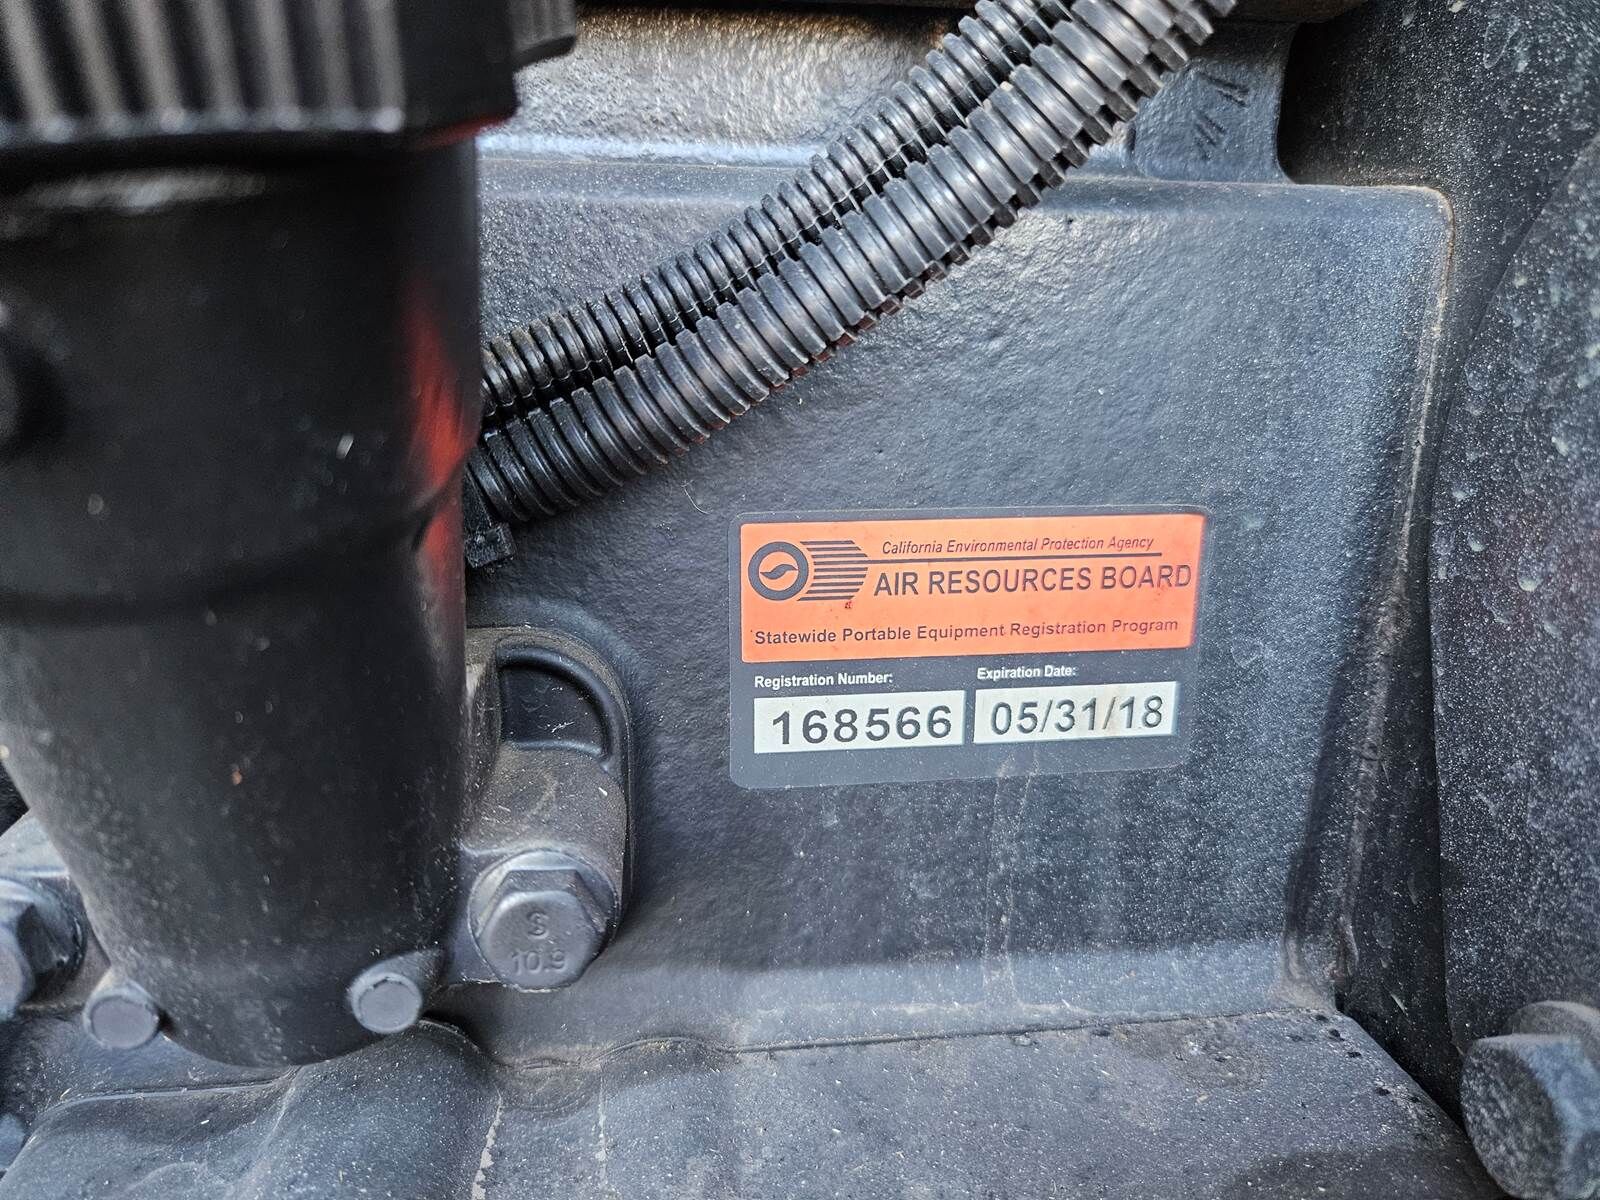 California Environmental Protection Agency
AIR RESOURCES BOARD
Statewide Portable Equipment Registration Program
Registration Number:
Expiration Date:
168566
05/31/18
S
10.9